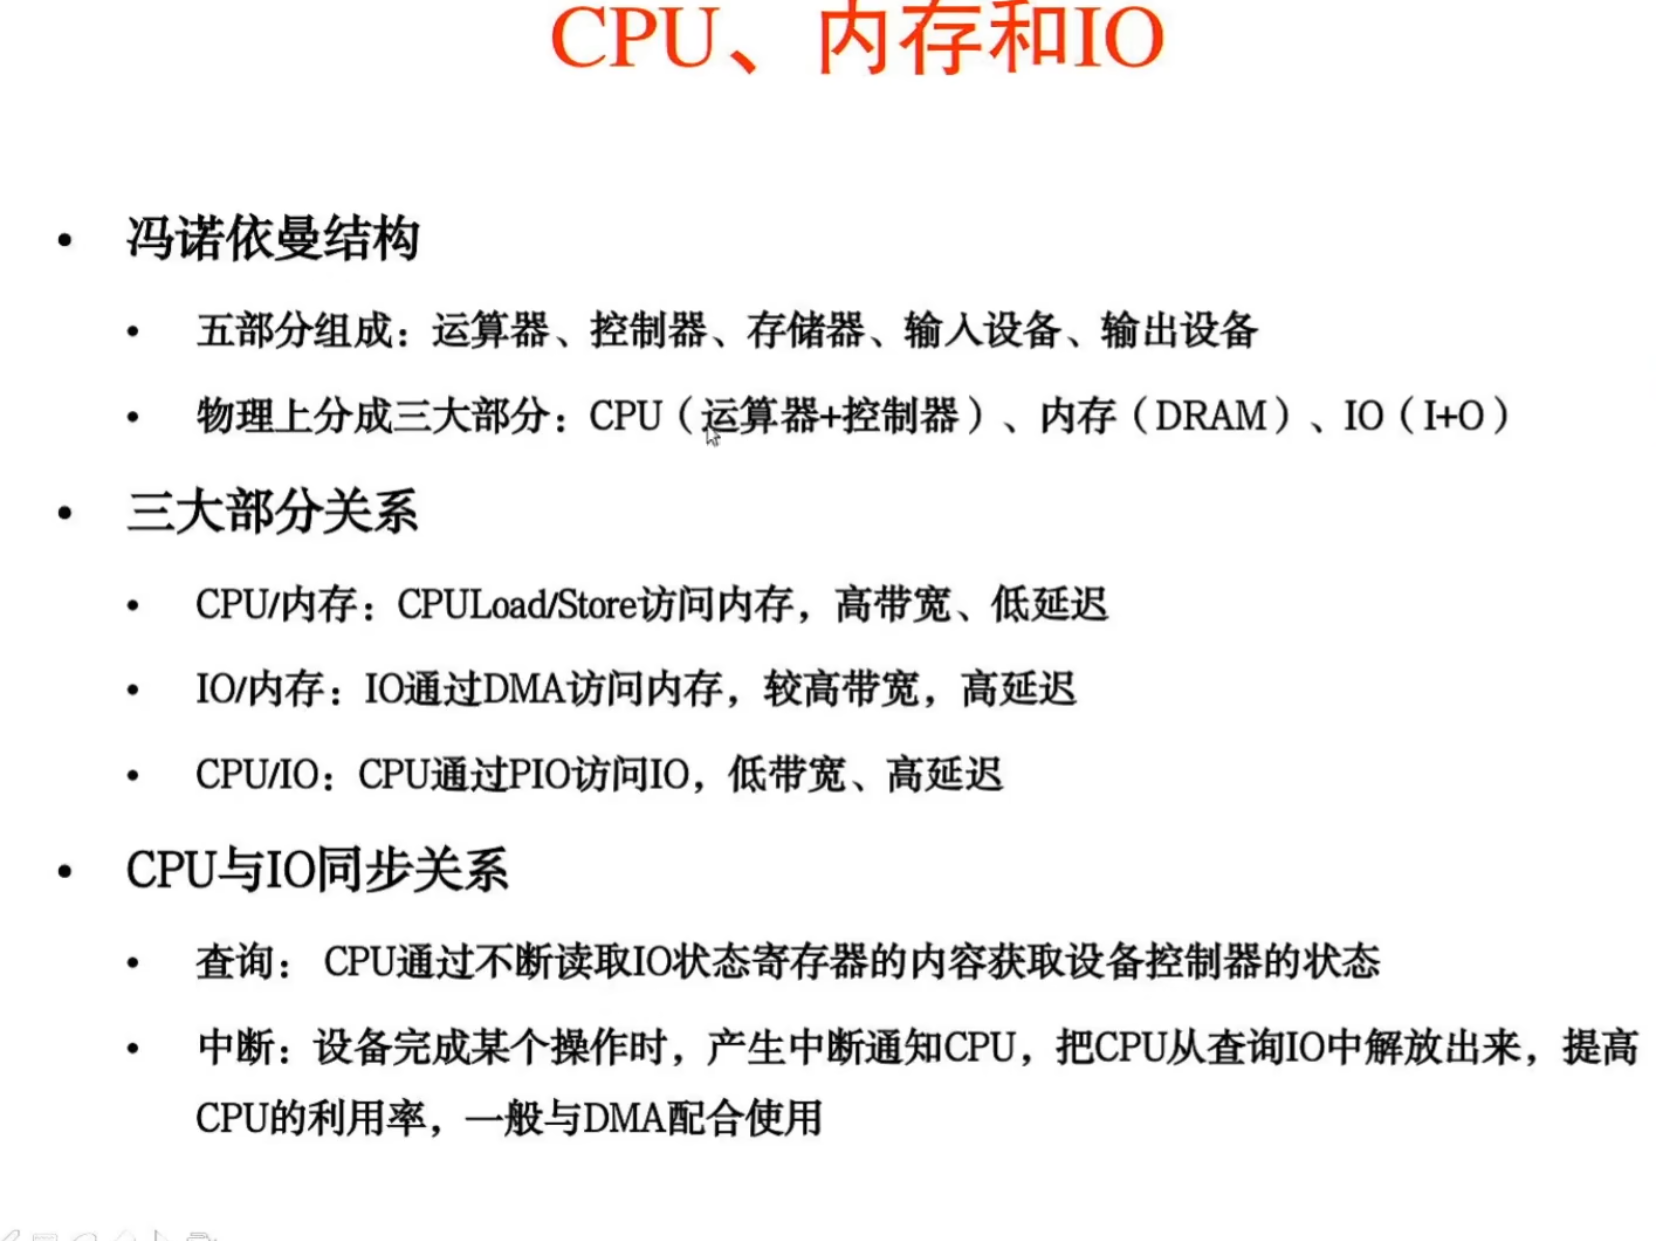 CPU、内存和IO
• 冯诺依曼结构
• 五部分组成：运算器、控制器、存储器、输入设备、输出设备
• 物理上分成三大部分：CPU（运算器+控制器）、内存（DRAM）、IO（I+O）
• 三大部分关系
• CPU/内存：CPULoad/Store访问内存，高带宽、低延迟
• IO/内存：IO通过DMA访问内存，较高带宽，高延迟
• CPU/IO：CPU通过PIO访问IO，低带宽、高延迟
• CPU与IO同步关系
• 查询： CPU通过不断读取IO状态寄存器的内容获取设备控制器的状态
• 中断：设备完成某个操作时，产生中断通知CPU，把CPU从查询IO中解放出来，提高
CPU的利用率，一般与DMA配合使用